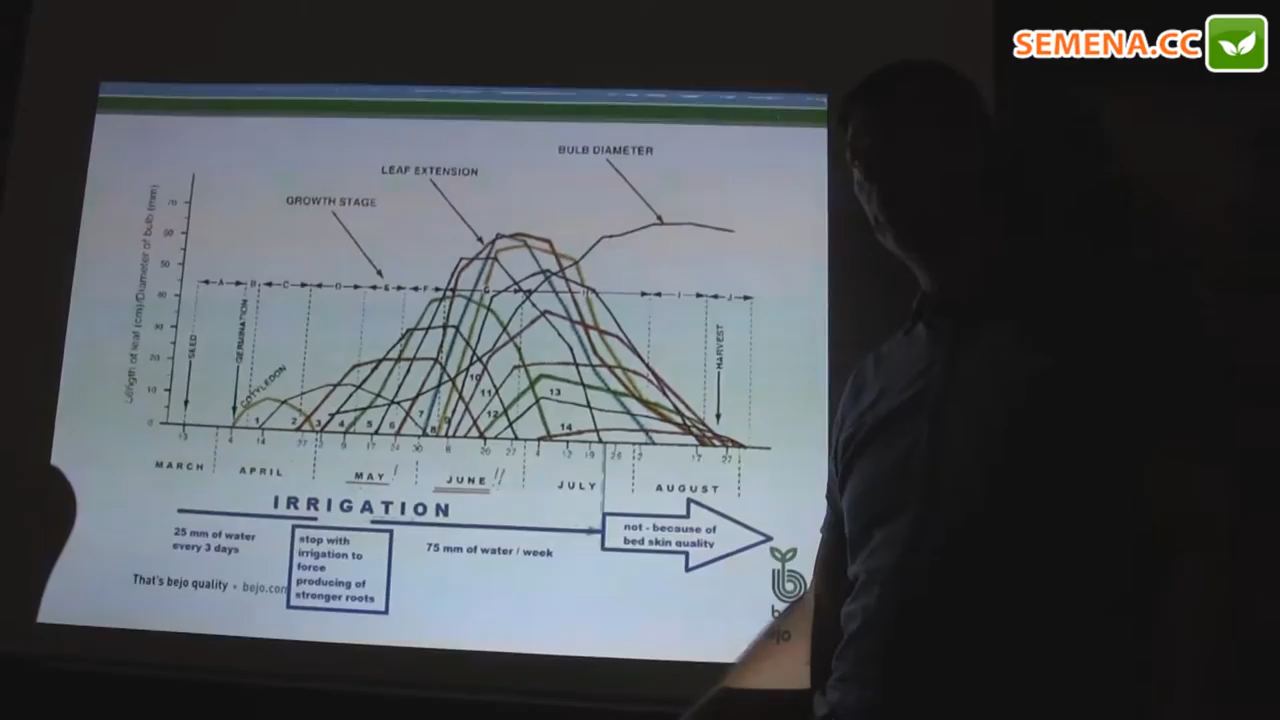 SEMENA.CC
BULB DIAMETER
LEAF EXTENSION
GROWTH STAGE
Length of leaf (cm)/Diameter of bulb (mm)
70
60
50
40
30
20
10
0
A B C D E F G H I J
SEED
GERMINATION
COTYLEDON
HARVEST
1 2 3 4 5 6 7 8 9 10 11 12 13 14
13 4 14 27 9 17 24 30 6 20 27 4 12 19 26 2 17 27
MARCH APRIL MAY ! JUNE !! JULY AUGUST
IRRIGATION
25 mm of water
every 3 days
stop with
irrigation to
force
producing of
stronger roots
75 mm of water / week
not - because of
bed skin quality
That's bejo quality • bejo.com
bejo